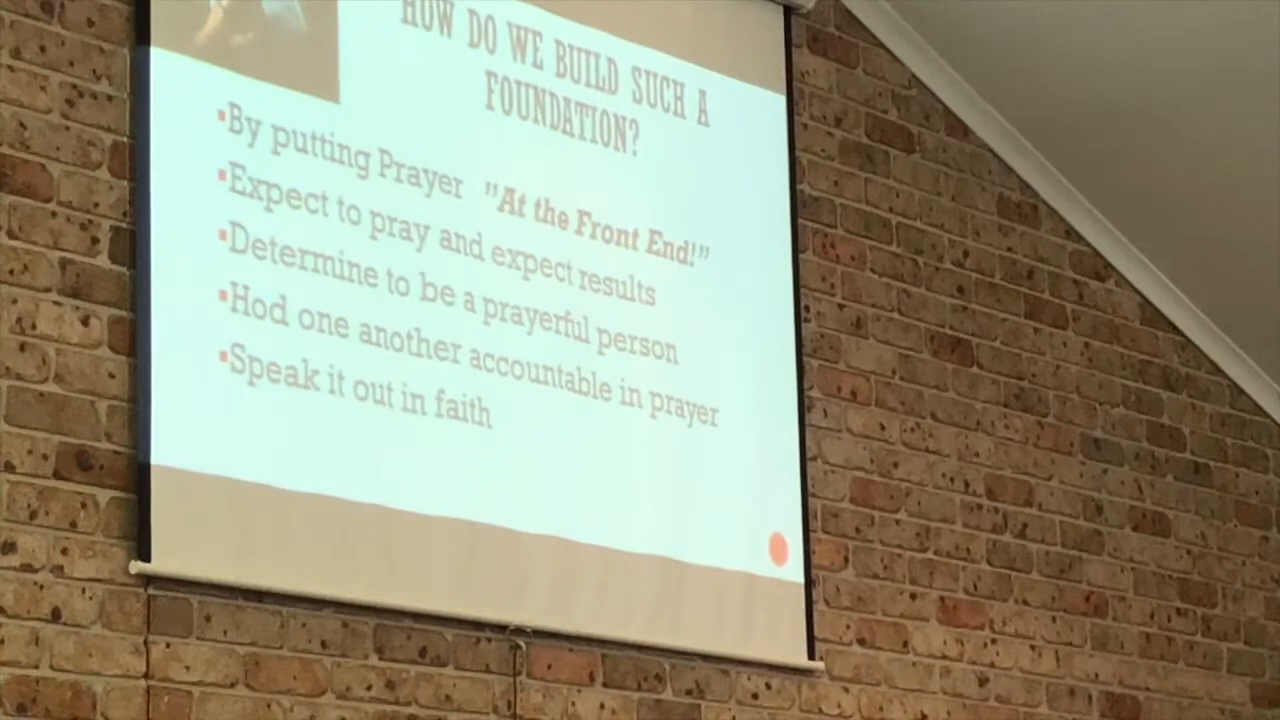 HOW DO WE BUILD SUCH A
FOUNDATION?
▪By putting Prayer "At the Front End!"
▪Expect to pray and expect results
▪Determine to be a prayerful person
▪Hod one another accountable in prayer
▪Speak it out in faith